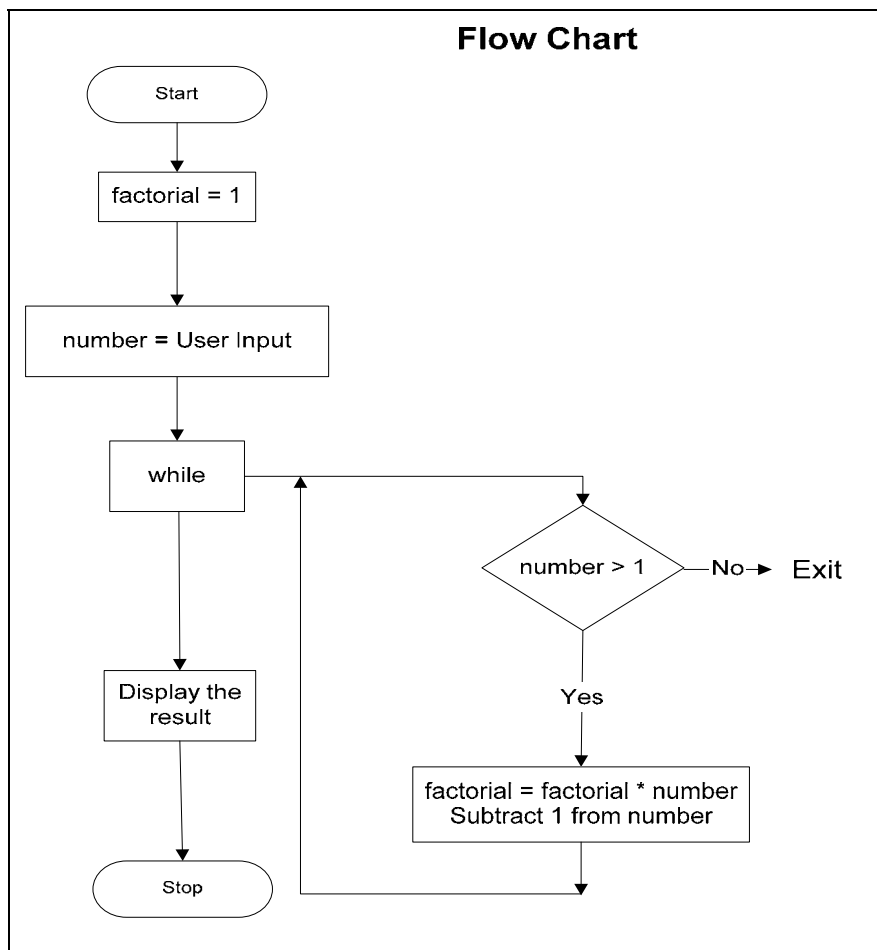 Flow Chart
Start
factorial = 1
number = User Input
while
number > 1
No
Exit
Yes
Display the
result
factorial = factorial * number
Subtract 1 from number
Stop